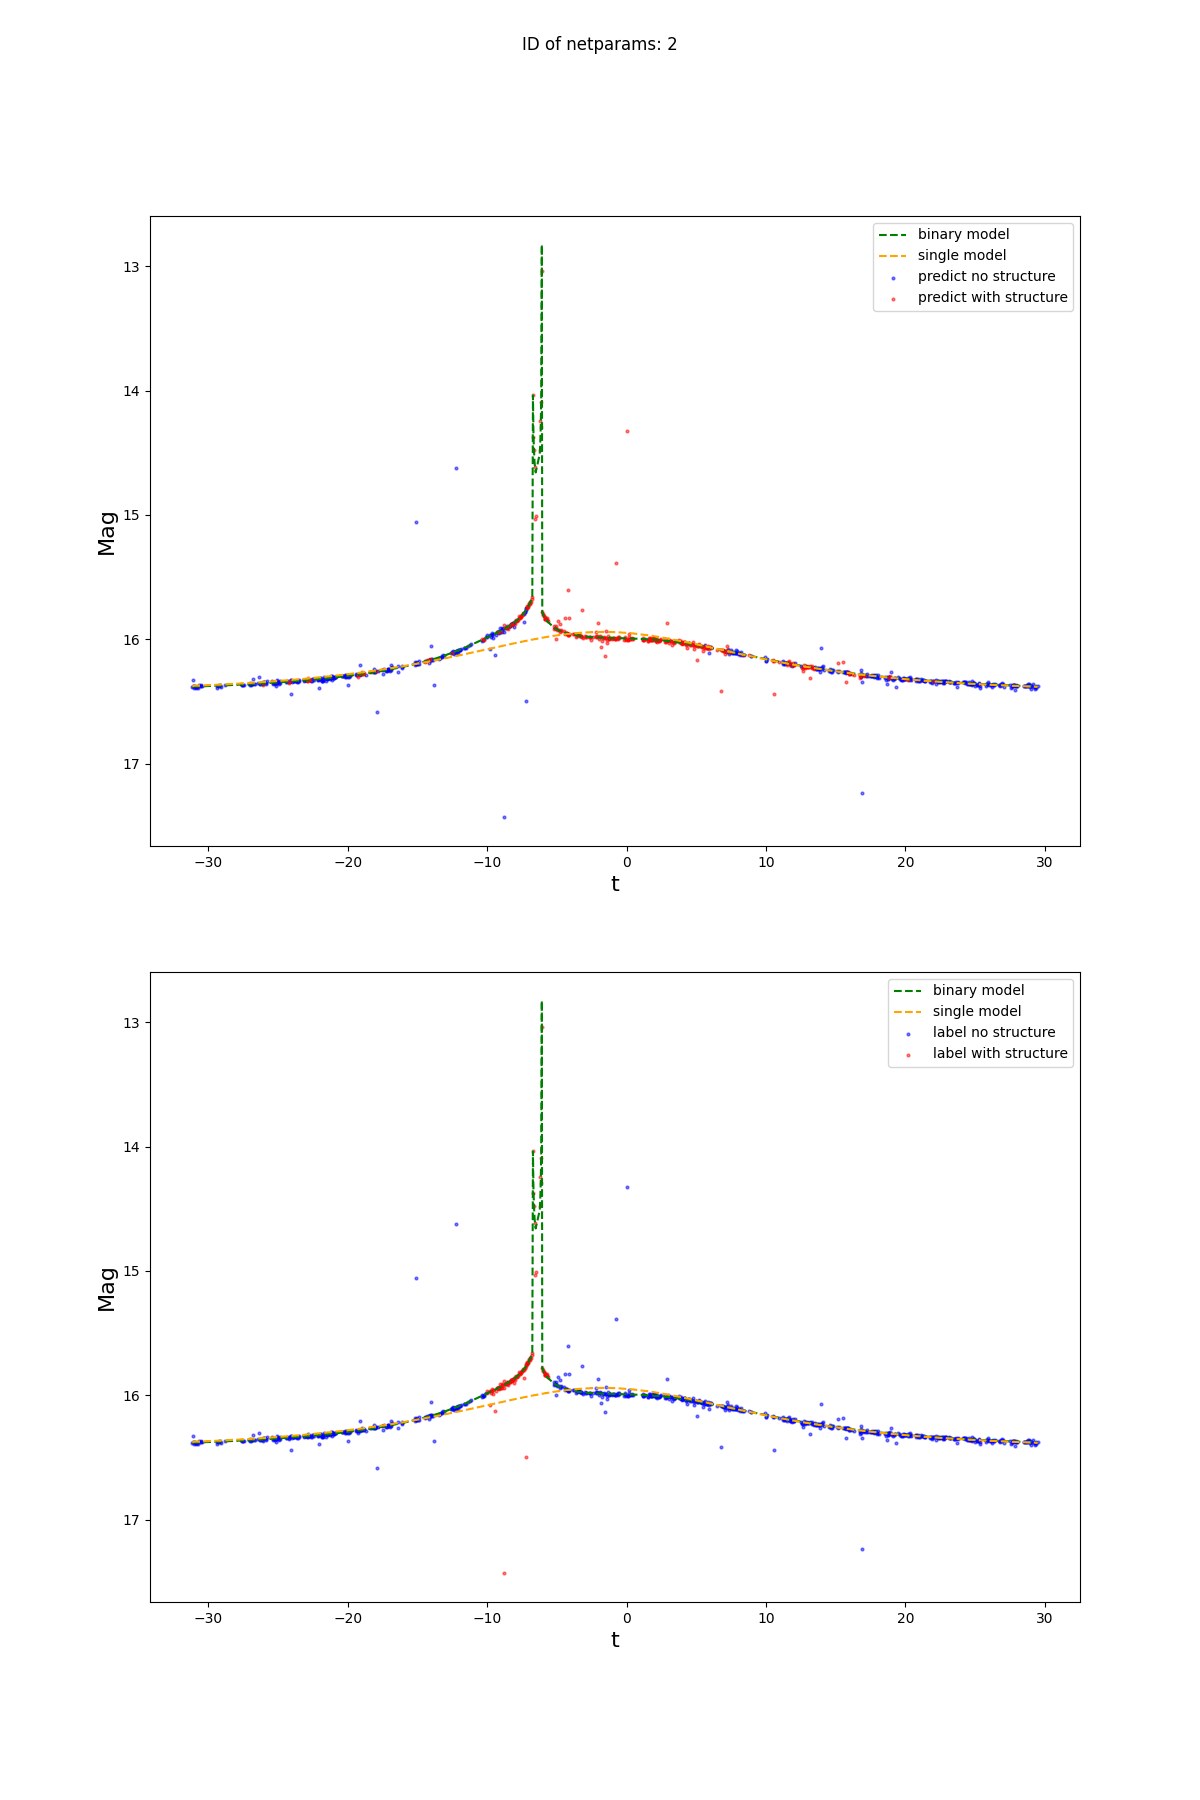 ID of netparams: 2
binary model
single model
predict no structure
predict with structure
13
14
15
16
17
Mag
−30
−20
−10
0
10
20
30
t
binary model
single model
label no structure
label with structure
13
14
15
16
17
Mag
−30
−20
−10
0
10
20
30
t